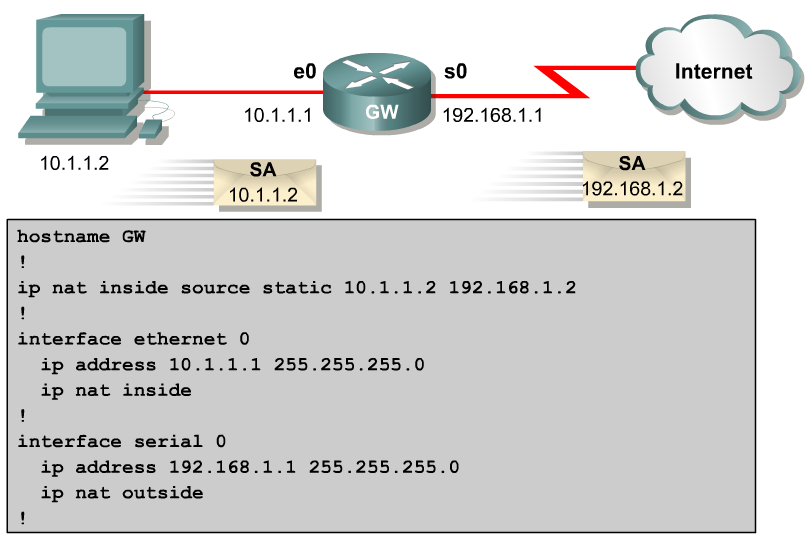 e0
s0
Internet
10.1.1.1
GW
192.168.1.1
10.1.1.2
SA
10.1.1.2
SA
192.168.1.2
hostname GW
!
ip nat inside source static 10.1.1.2 192.168.1.2
!
interface ethernet 0
  ip address 10.1.1.1 255.255.255.0
  ip nat inside
!
interface serial 0
  ip address 192.168.1.1 255.255.255.0
  ip nat outside
!